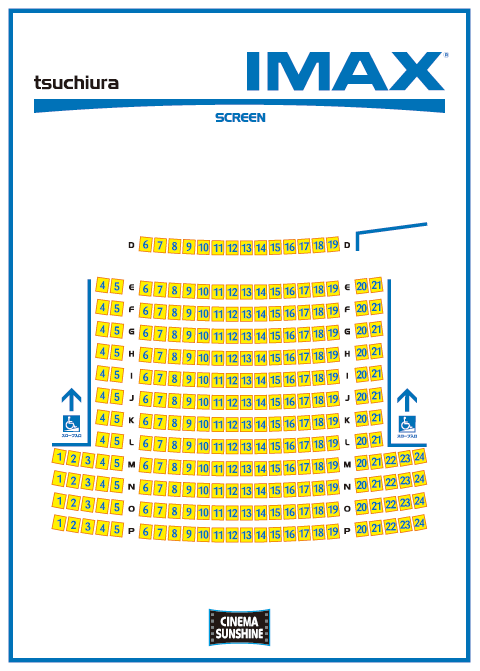 IMAX®
tsuchiura
SCREEN
D 6 7 8 9 10 11 12 13 14 15 16 17 18 19 D
4 5 E 6 7 8 9 10 11 12 13 14 15 16 17 18 19 E 20 21
4 5 F 6 7 8 9 10 11 12 13 14 15 16 17 18 19 F 20 21
4 5 G 6 7 8 9 10 11 12 13 14 15 16 17 18 19 G 20 21
4 5 H 6 7 8 9 10 11 12 13 14 15 16 17 18 19 H 20 21
4 5 I 6 7 8 9 10 11 12 13 14 15 16 17 18 19 I 20 21
4 5 J 6 7 8 9 10 11 12 13 14 15 16 17 18 19 J 20 21
4 5 K 6 7 8 9 10 11 12 13 14 15 16 17 18 19 K 20 21
4 5 L 6 7 8 9 10 11 12 13 14 15 16 17 18 19 L 20 21
スロープ入口
スロープ入口
1 2 3 4 5 M 6 7 8 9 10 11 12 13 14 15 16 17 18 19 M 20 21 22 23 24
1 2 3 4 5 N 6 7 8 9 10 11 12 13 14 15 16 17 18 19 N 20 21 22 23 24
1 2 3 4 5 O 6 7 8 9 10 11 12 13 14 15 16 17 18 19 O 20 21 22 23 24
1 2 3 4 5 P 6 7 8 9 10 11 12 13 14 15 16 17 18 19 P 20 21 22 23 24
CINEMA
SUNSHINE